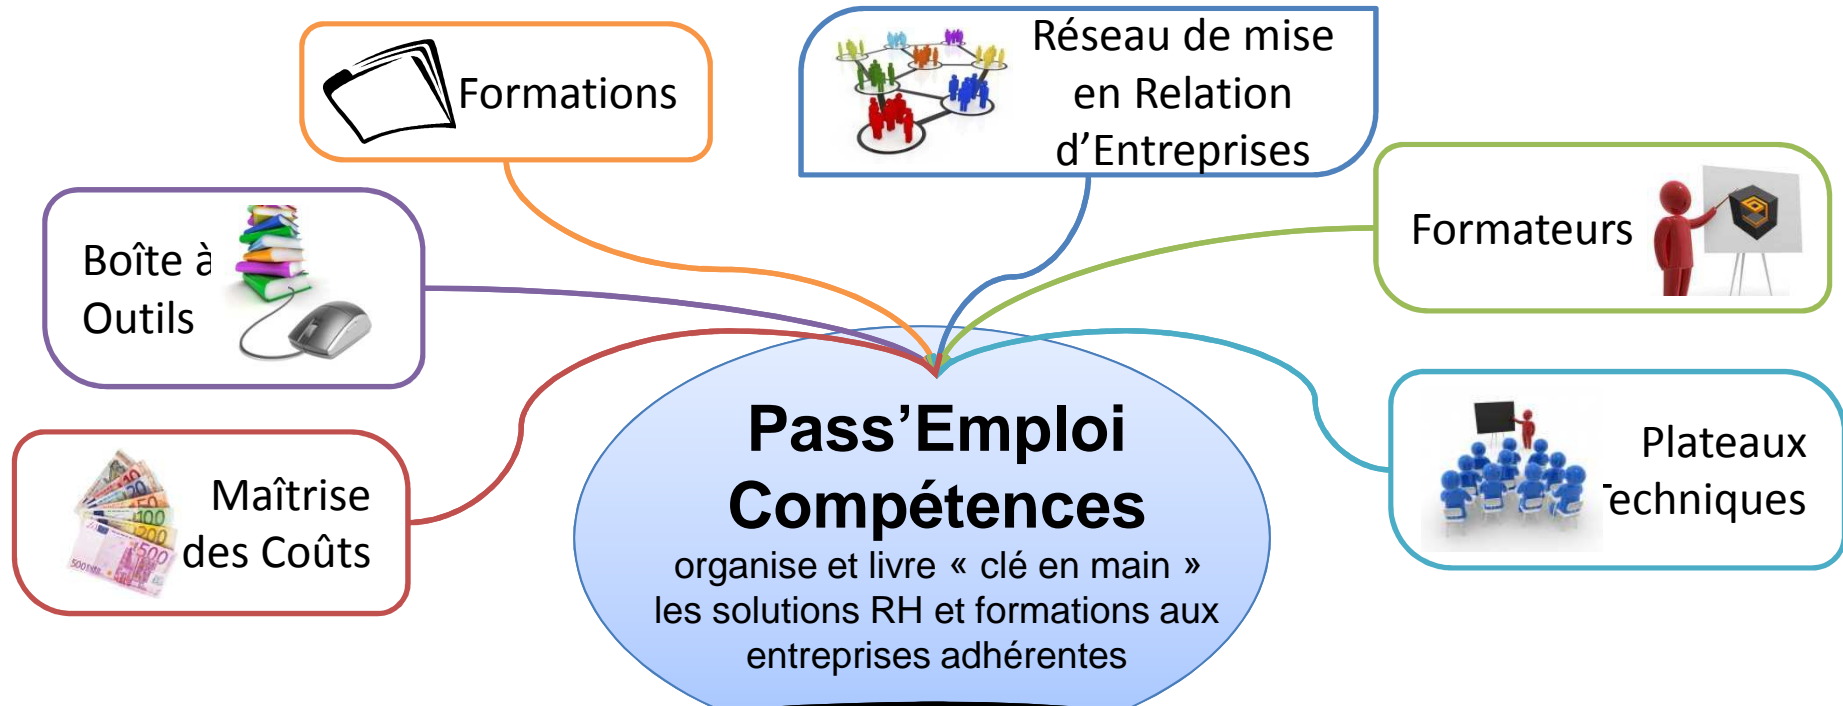 Formations
Réseau de mise
en Relation
d’Entreprises
Boîte à
Outils
Formateurs
Maîtrise
des Coûts
Plateaux
Techniques
Pass’Emploi
Compétences
organise et livre « clé en main »
les solutions RH et formations aux
entreprises adhérentes